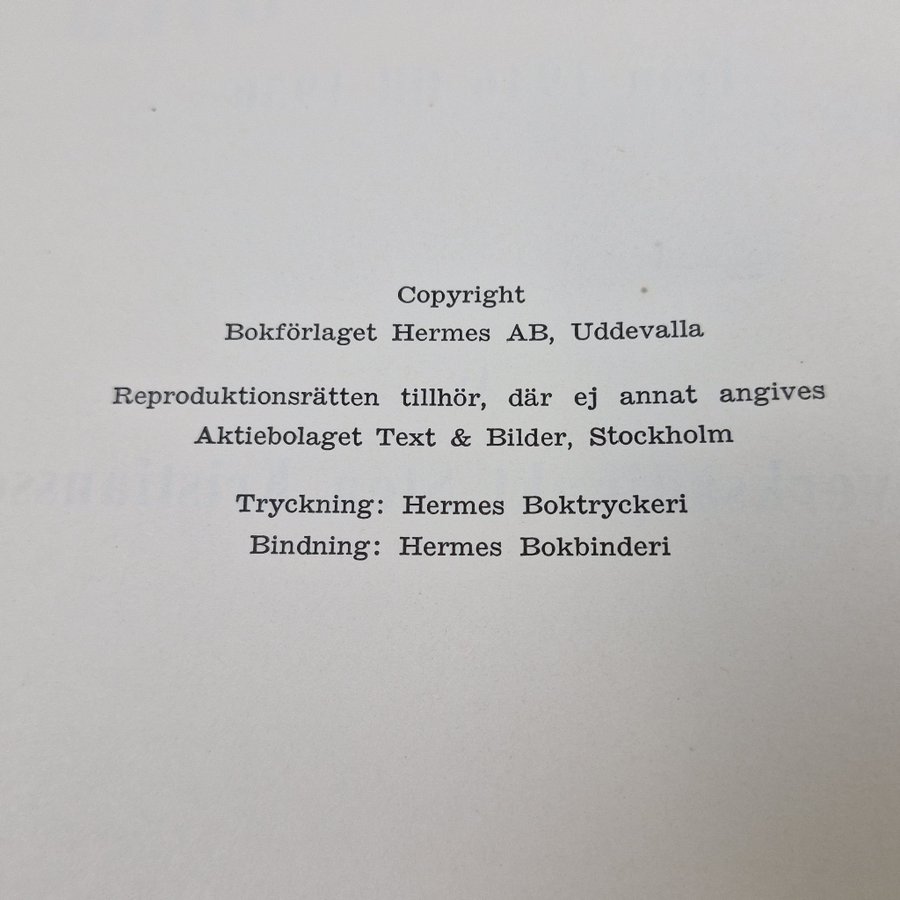 Copyright
Bokförlaget Hermes AB, Uddevalla
Reproduktionsrätten tillhör, där ej annat angives
Aktiebolaget Text & Bilder, Stockholm
Tryckning: Hermes Boktryckeri
Bindning: Hermes Bokbinderi